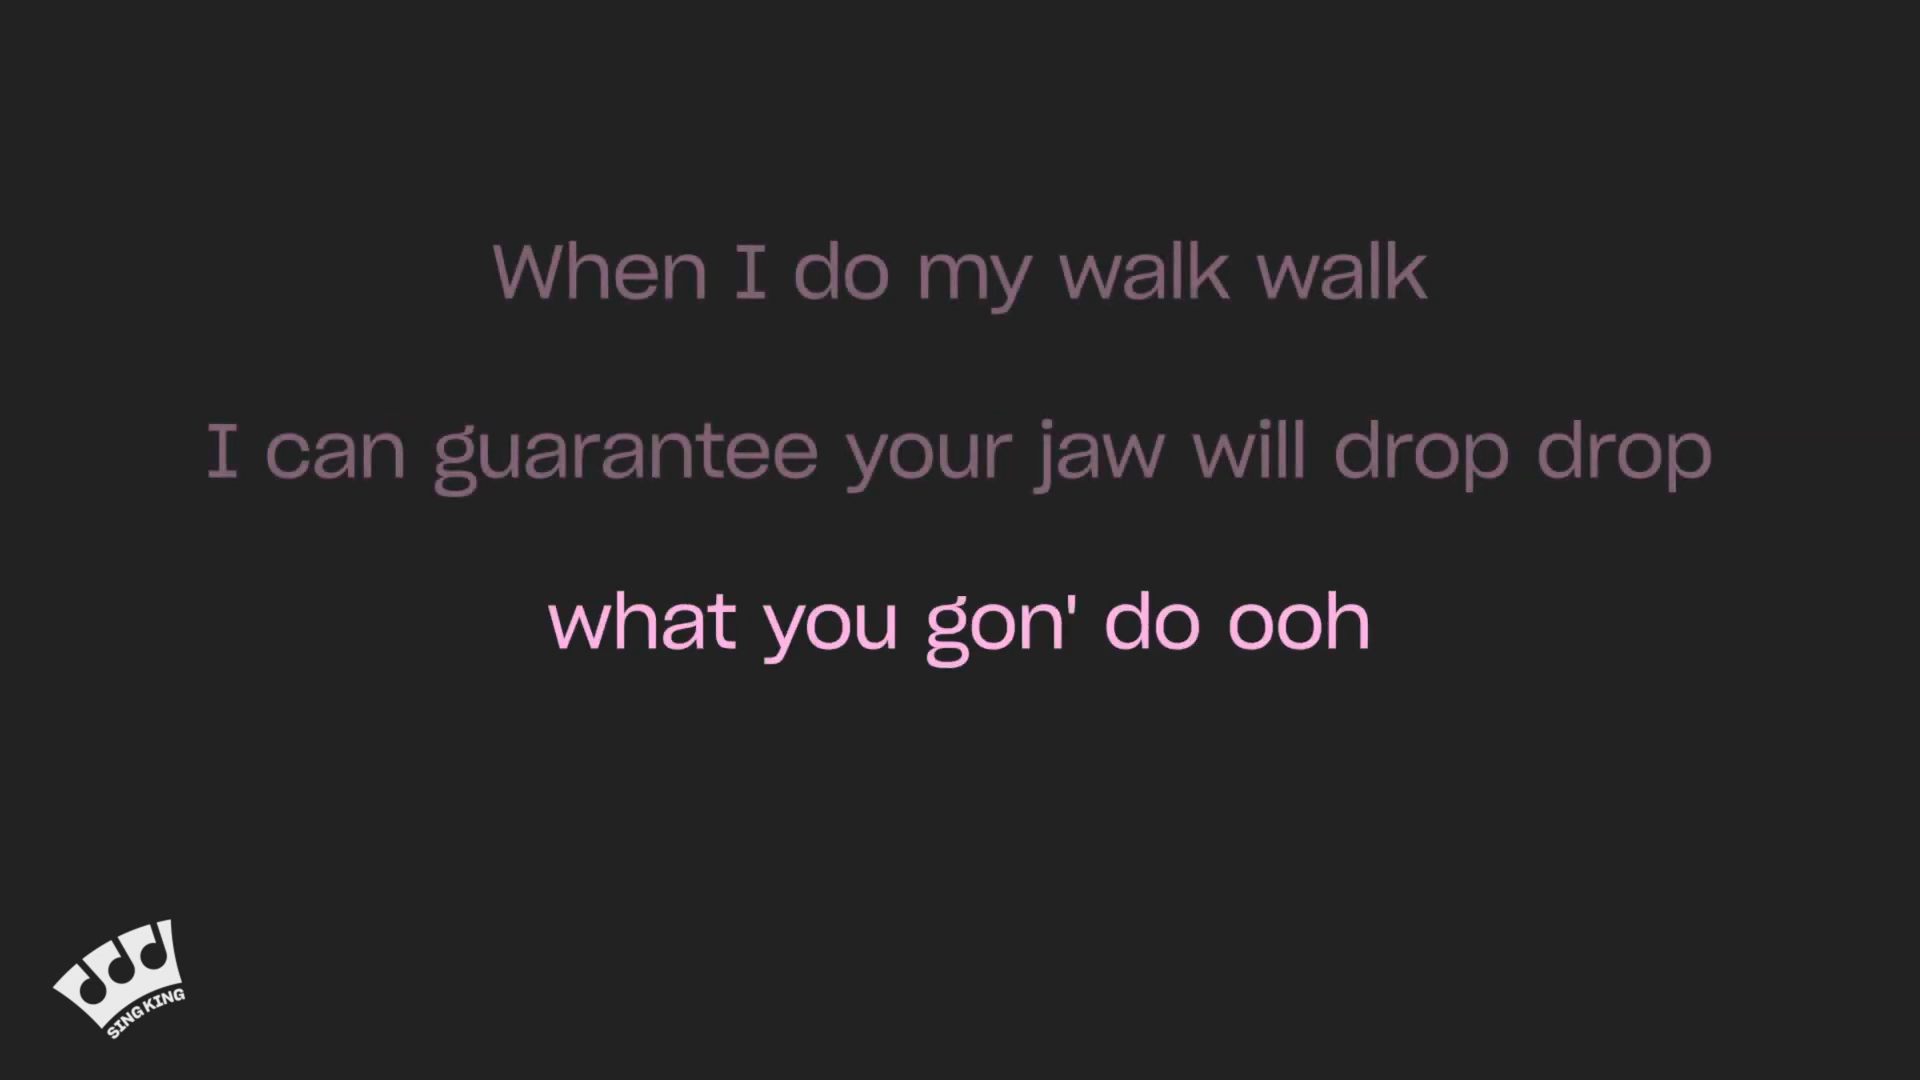 When I do my walk walk
I can guarantee your jaw will drop drop
what you gon' do ooh
SING KING